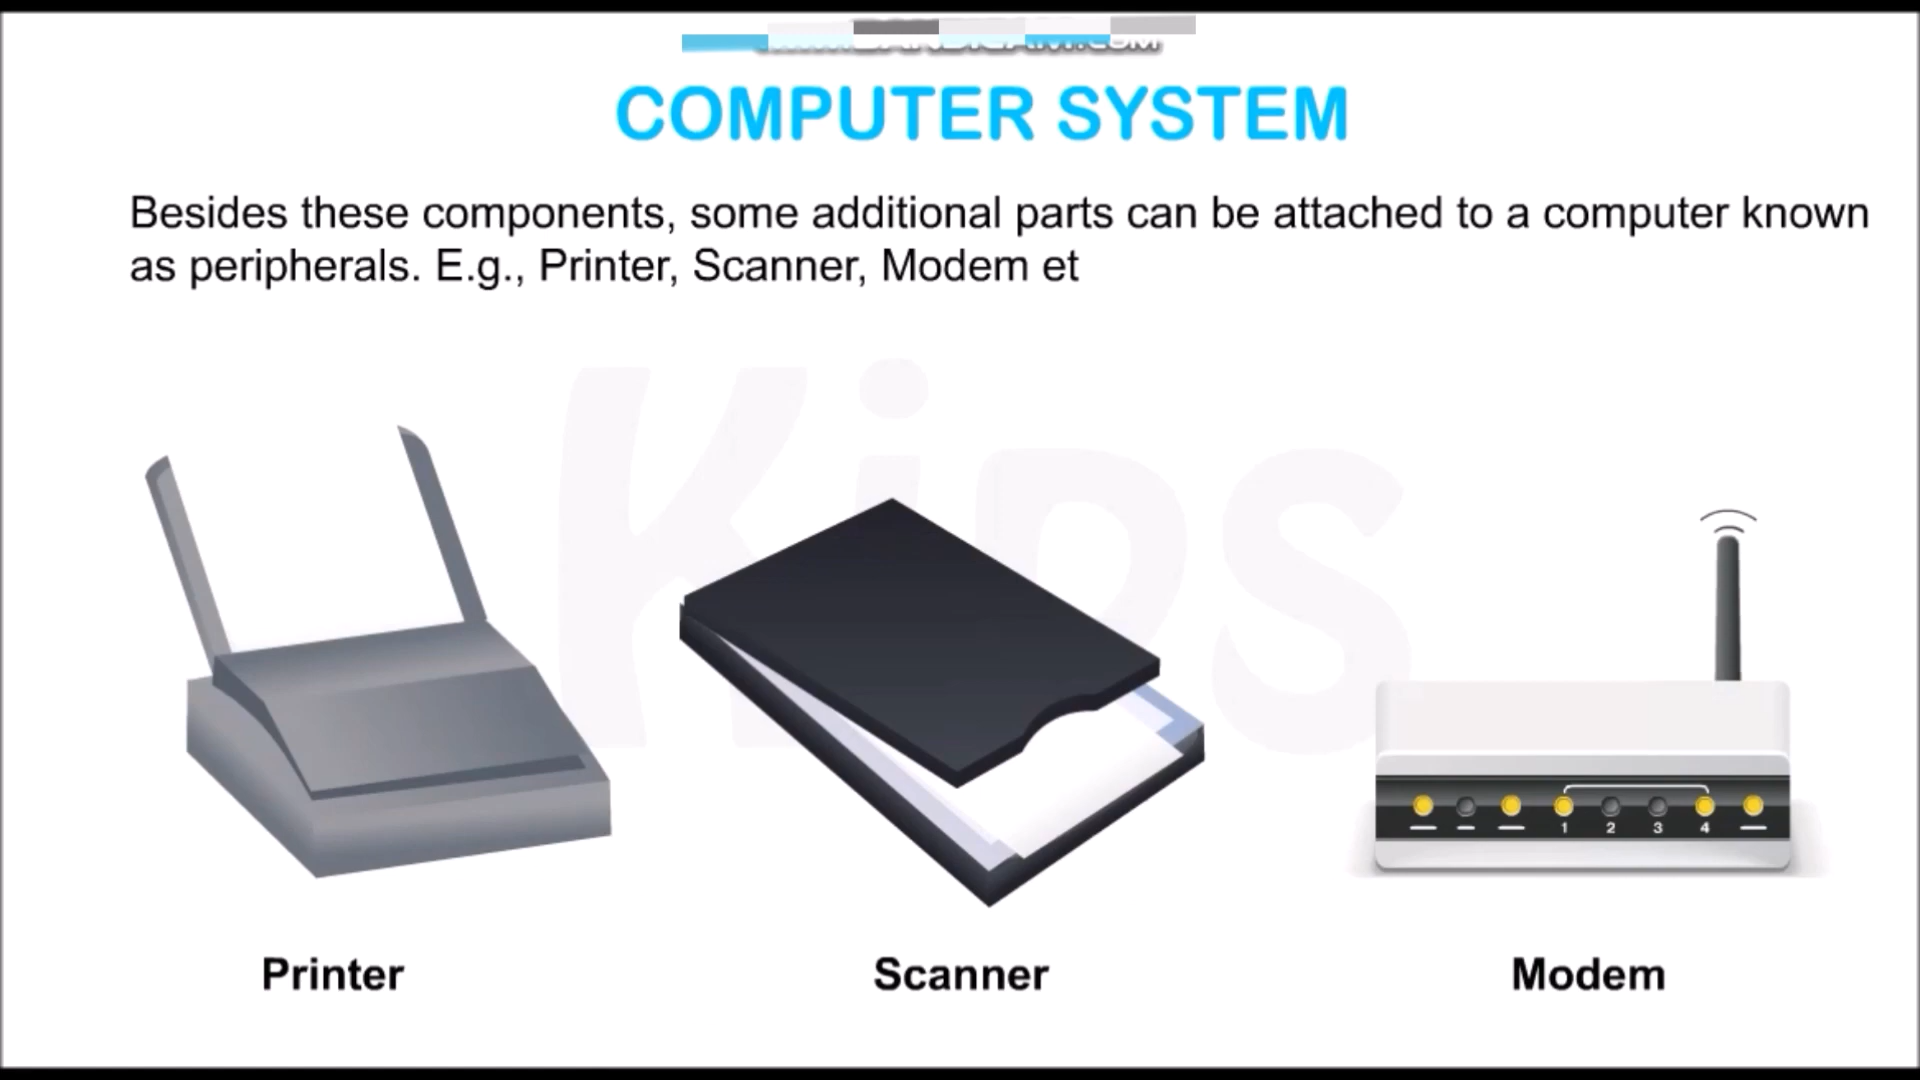 COMPUTER SYSTEM
Besides these components, some additional parts can be attached to a computer known
as peripherals. E.g., Printer, Scanner, Modem et
Kips
1 2 3 4
Printer
Scanner
Modem